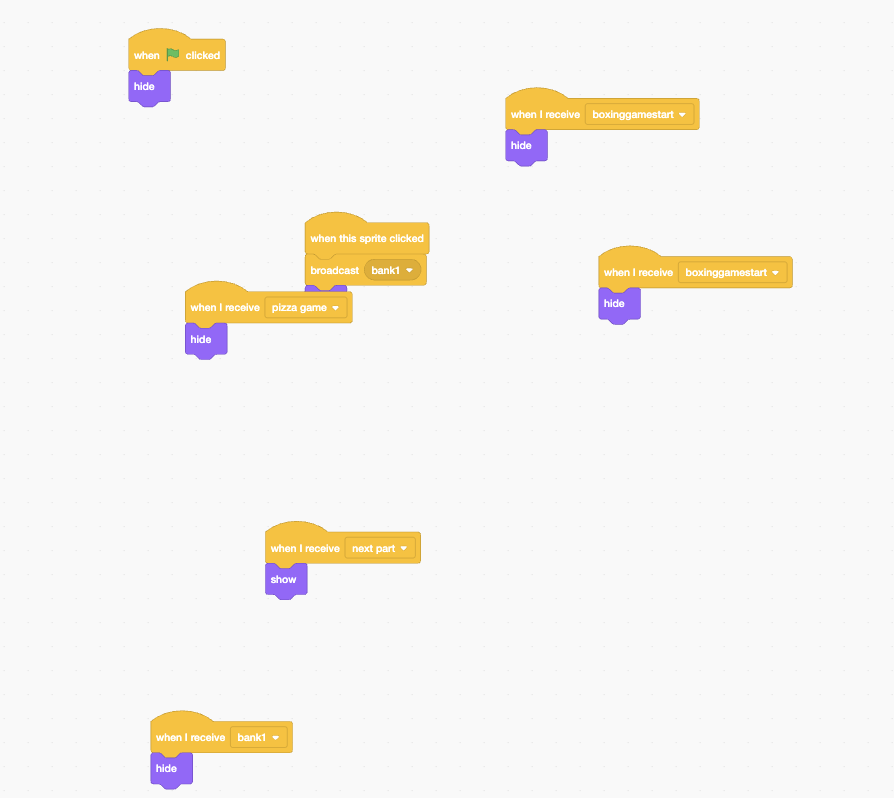 when clicked
hide
when I receive boxinggamestart
hide
when this sprite clicked
broadcast bank1
when I receive boxinggamestart
hide
when I receive pizza game
hide
when I receive next part
show
when I receive bank1
hide